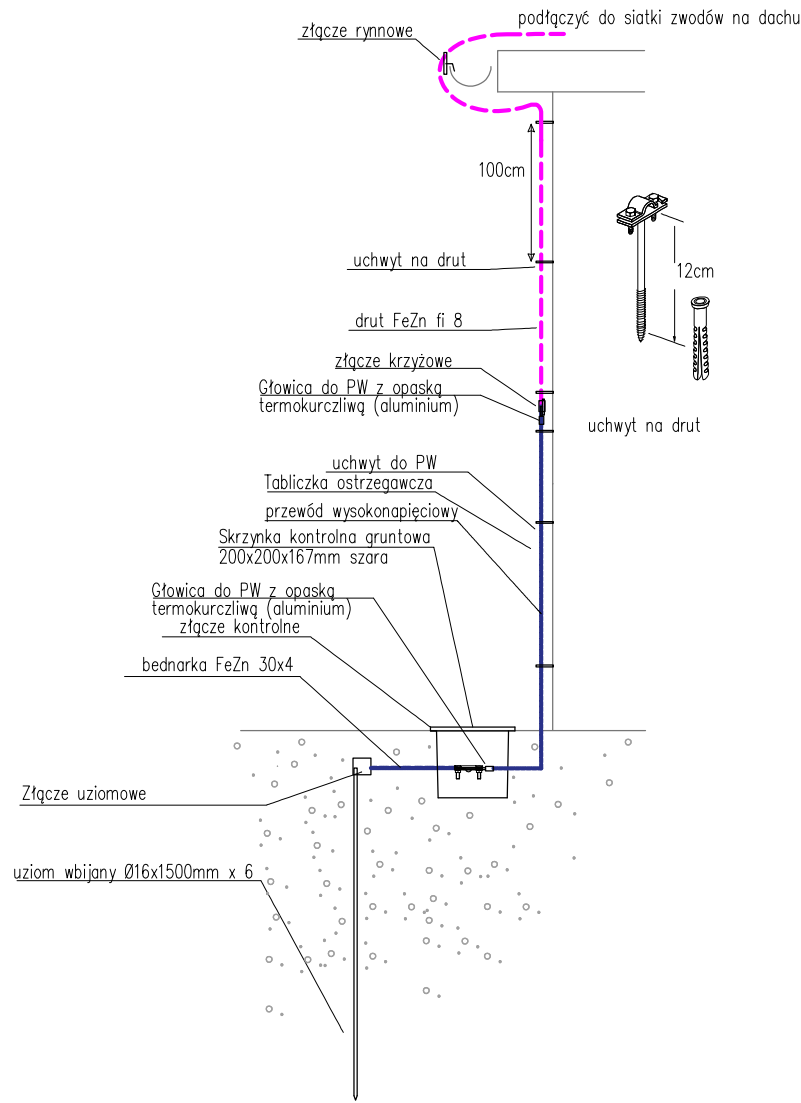 podłączyć do siatki zwodów na dachu
złącze rynnowe
100cm
uchwyt na drut
12cm
drut FeZn fi 8
złącze krzyżowe
Głowica do PW z opaską
termokurczliwą (aluminium)
uchwyt na drut
uchwyt do PW
Tabliczka ostrzegawcza
przewód wysokonapięciowy
Skrzynka kontrolna gruntowa
200x200x167mm szara
Głowica do PW z opaską
termokurczliwą (aluminium)
złącze kontrolne
bednarka FeZn 30x4
Złącze uziomowe
uziom wbijany Ø16x1500mm x 6